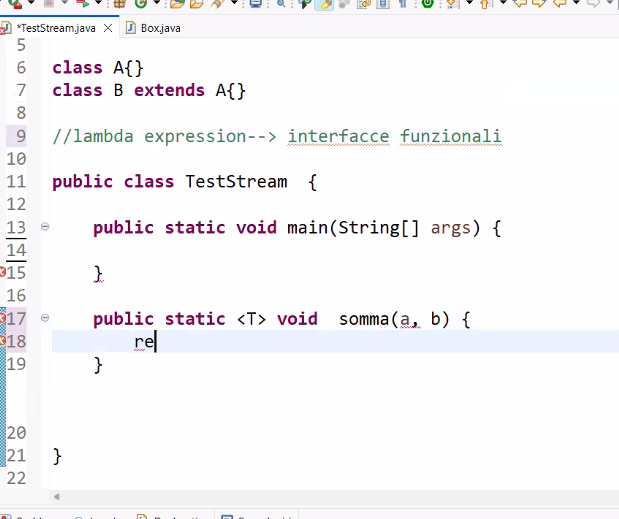 *TestStream.java Box.java
5
6 class A{}
7 class B extends A{}
8
9 //lambda expression--> interfacce funzionali
10
11 public class TestStream {
12
13 public static void main(String[] args) {
14
15 }
16
17 public static <T> void somma(a, b) {
18 re
19 }
20
21 }
22